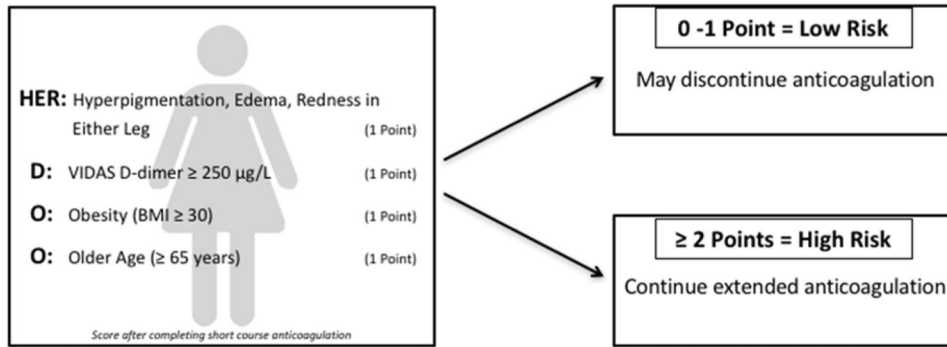 HER: Hyperpigmentation, Edema, Redness in
Either Leg (1 Point)
D: VIDAS D-dimer ≥ 250 µg/L (1 Point)
O: Obesity (BMI ≥ 30) (1 Point)
O: Older Age (≥ 65 years) (1 Point)
Score after completing short course anticoagulation
0 -1 Point = Low Risk
May discontinue anticoagulation
≥ 2 Points = High Risk
Continue extended anticoagulation